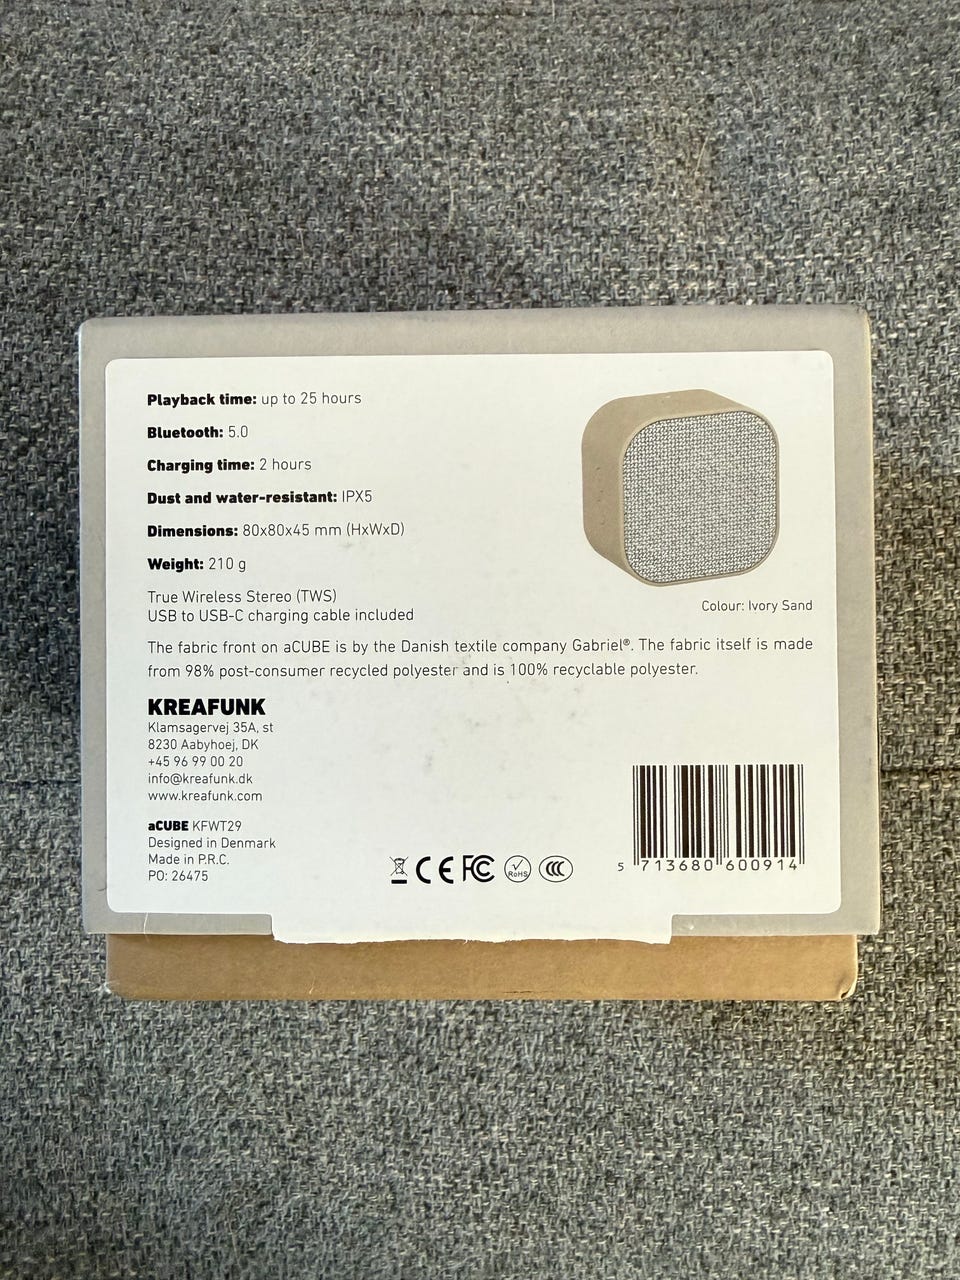 Playback time: up to 25 hours
Bluetooth: 5.0
Charging time: 2 hours
Dust and water-resistant: IPX5
Dimensions: 80x80x45 mm (HxWxD)
Weight: 210 g
True Wireless Stereo (TWS)
USB to USB-C charging cable included
Colour: Ivory Sand
The fabric front on aCUBE is by the Danish textile company Gabriel®. The fabric itself is made
from 98% post-consumer recycled polyester and is 100% recyclable polyester.
KREAFUNK
Klamsagervej 35A, st
8230 Aabyhoej, DK
+45 96 99 00 20
info@kreafunk.dk
www.kreafunk.com
aCUBE KFWT29
Designed in Denmark
Made in P.R.C.
PO: 26475
CE FC RoHS CCC
5 713680 600914